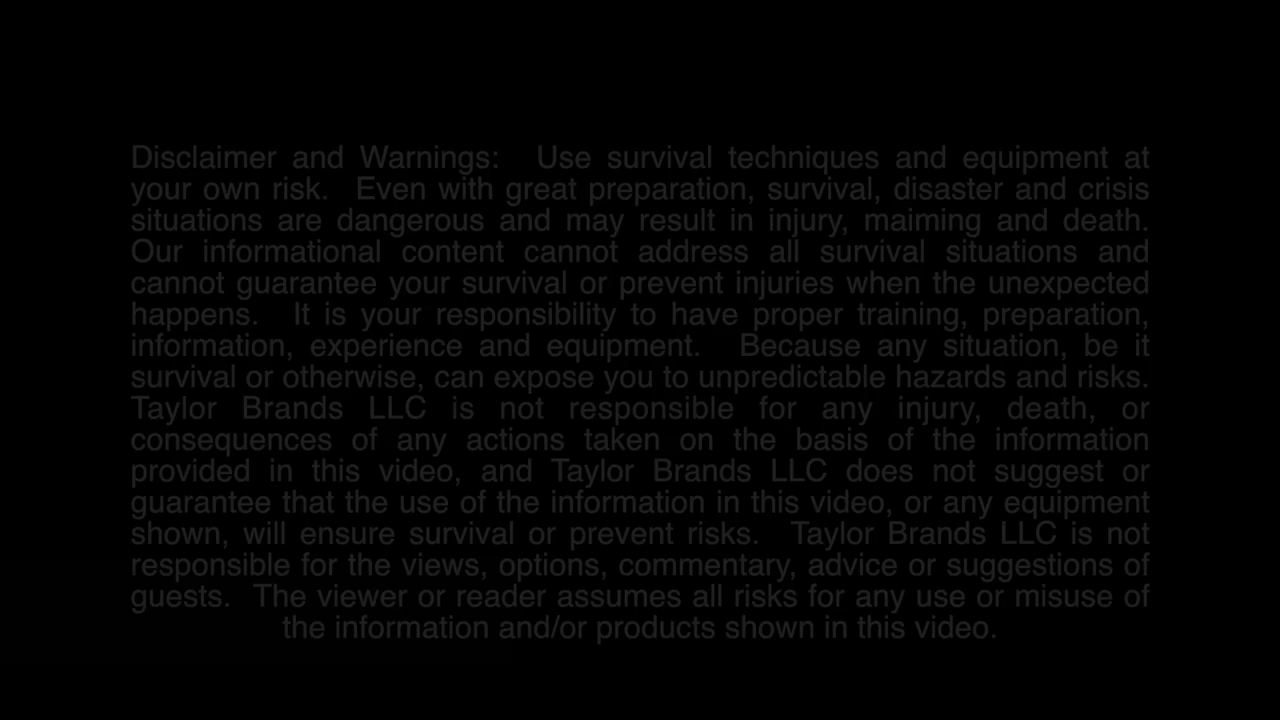 Disclaimer and Warnings: Use survival techniques and equipment at
your own risk. Even with great preparation, survival, disaster and crisis
situations are dangerous and may result in injury, maiming and death.
Our informational content cannot address all survival situations and
cannot guarantee your survival or prevent injuries when the unexpected
happens. It is your responsibility to have proper training, preparation,
information, experience and equipment. Because any situation, be it
survival or otherwise, can expose you to unpredictable hazards and risks.
Taylor Brands LLC is not responsible for any injury, death, or
consequences of any actions taken on the basis of the information
provided in this video, and Taylor Brands LLC does not suggest or
guarantee that the use of the information in this video, or any equipment
shown, will ensure survival or prevent risks. Taylor Brands LLC is not
responsible for the views, options, commentary, advice or suggestions of
guests. The viewer or reader assumes all risks for any use or misuse of
the information and/or products shown in this video.